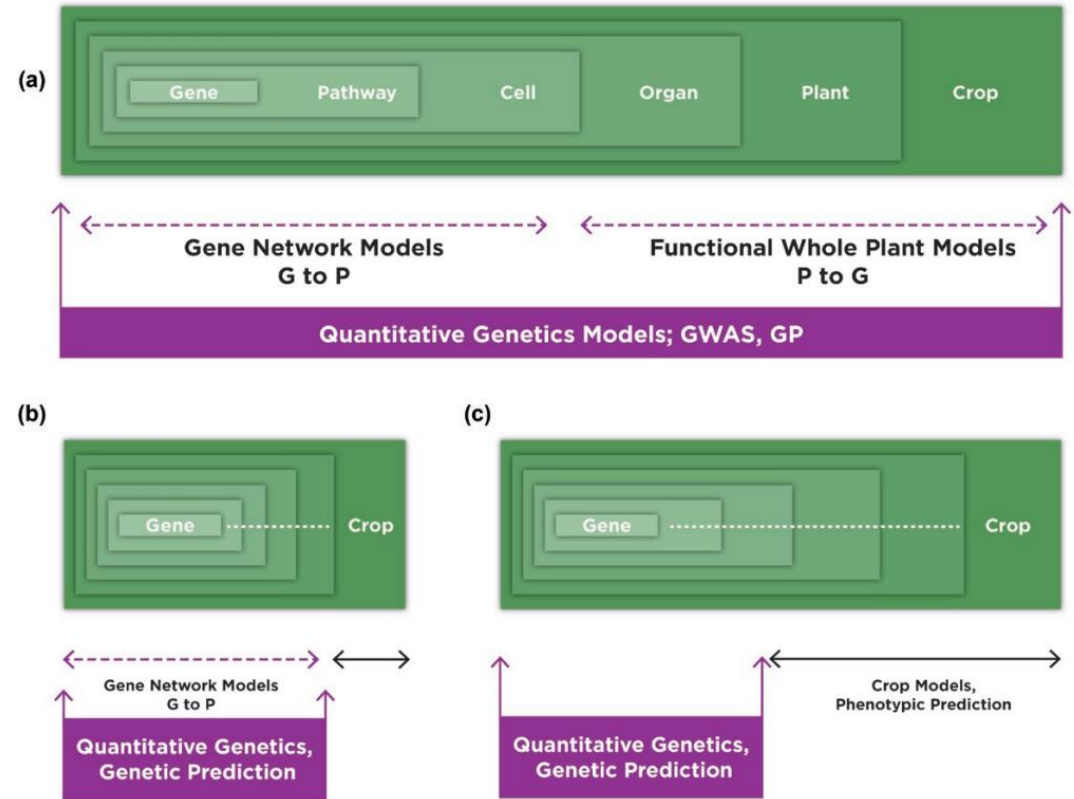 (a)
Gene Pathway Cell Organ Plant Crop
Gene Network Models
G to P
Functional Whole Plant Models
P to G
Quantitative Genetics Models; GWAS, GP
(b)
Gene Crop
Gene Network Models
G to P
Quantitative Genetics,
Genetic Prediction
(c)
Gene Crop
Crop Models,
Phenotypic Prediction
Quantitative Genetics,
Genetic Prediction